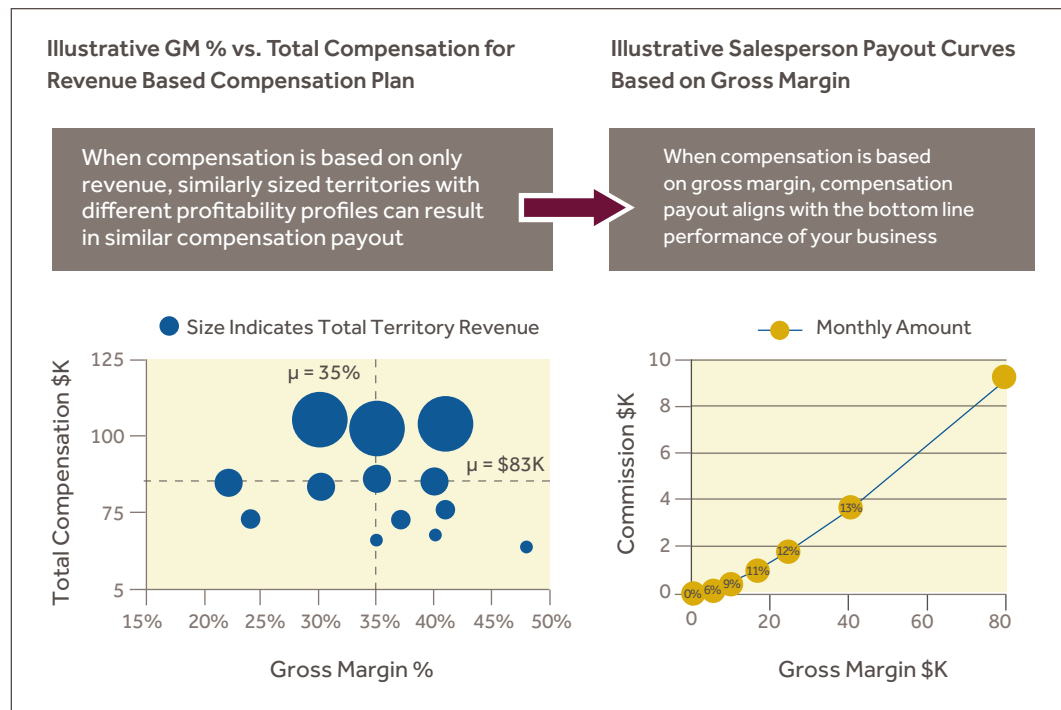 Illustrative GM % vs. Total Compensation for
Revenue Based Compensation Plan
When compensation is based on only
revenue, similarly sized territories with
different profitability profiles can result
in similar compensation payout
Size Indicates Total Territory Revenue
Total Compensation $K
125
100
75
5
μ = 35%
μ = $83K
15% 20% 25% 30% 35% 40% 45% 50%
Gross Margin %
Illustrative Salesperson Payout Curves
Based on Gross Margin
When compensation is based
on gross margin, compensation
payout aligns with the bottom line
performance of your business
Monthly Amount
Commission $K
10
8
6
4
2
0
0% 6% 9% 11% 12% 13%
0 20 40 60 80
Gross Margin $K